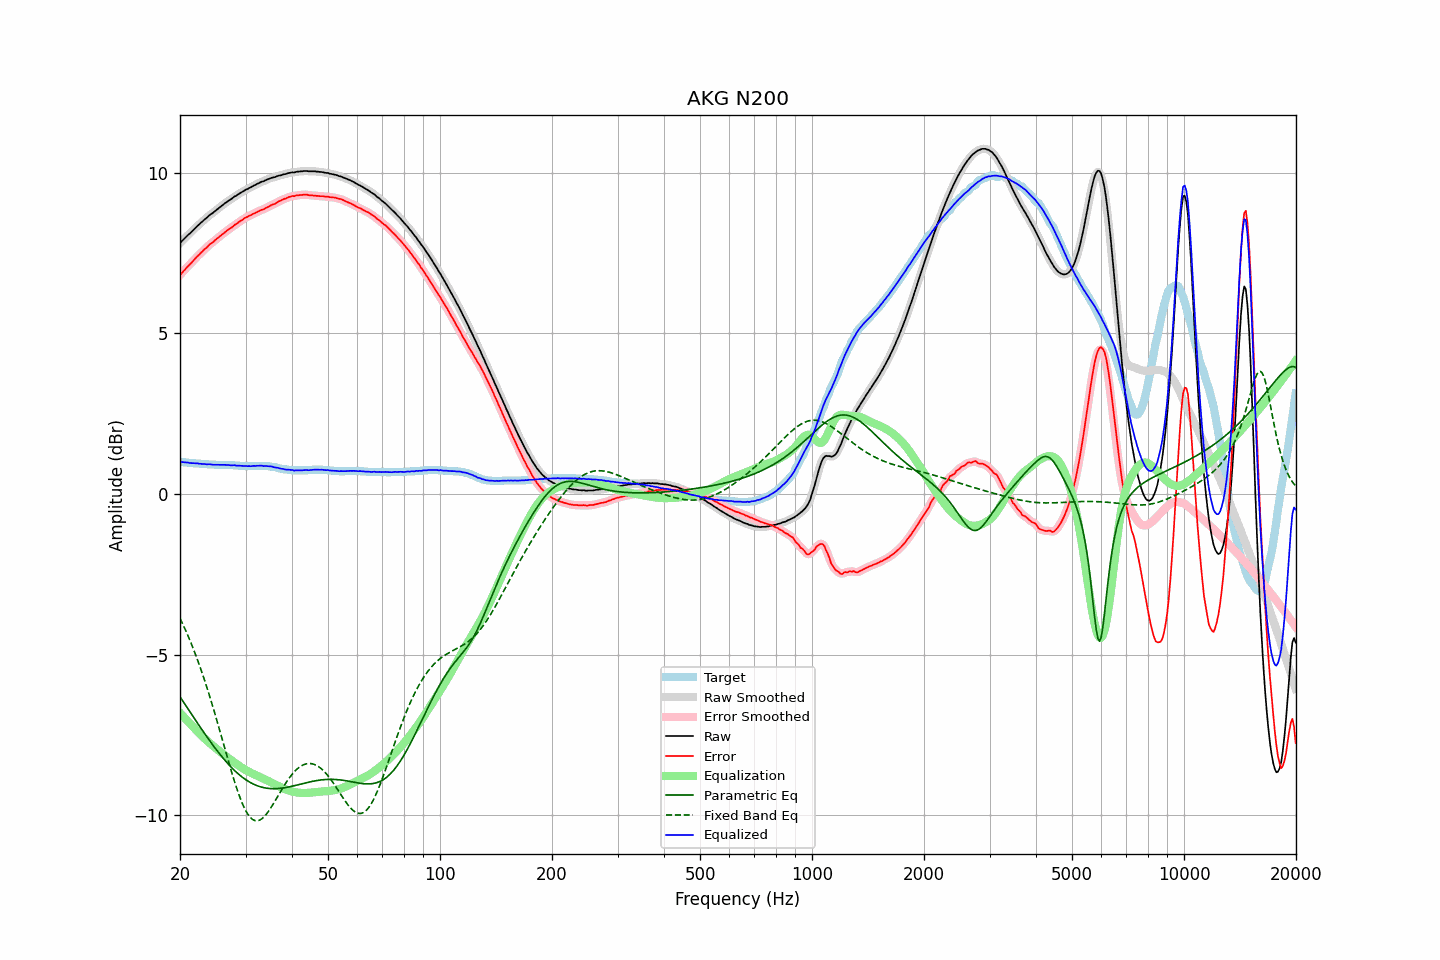 AKG N200
Amplitude (dBr)
10
5
0
−5
−10
Target
Raw Smoothed
Error Smoothed
Raw
Error
Equalization
Parametric Eq
Fixed Band Eq
Equalized
20
50
100
200
500
1000
2000
5000
10000
20000
Frequency (Hz)